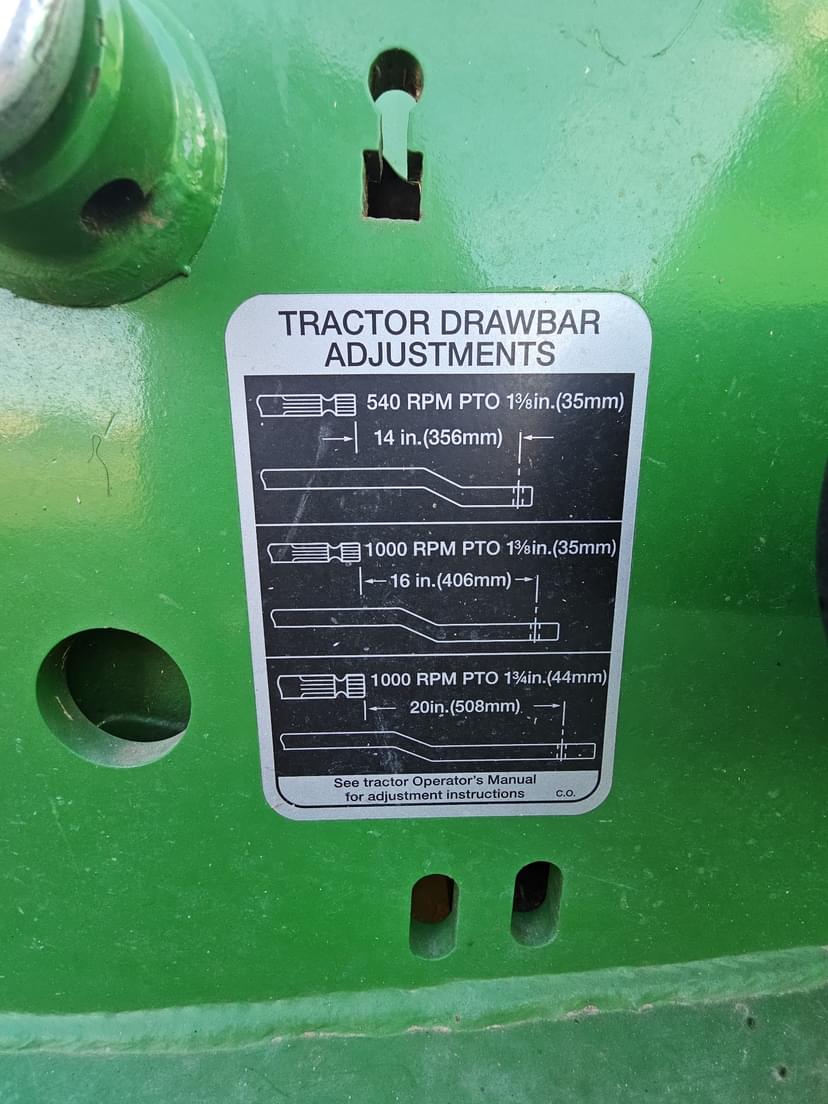 TRACTOR DRAWBAR
ADJUSTMENTS
540 RPM PTO 1⅜in.(35mm)
14 in.(356mm)
1000 RPM PTO 1⅜in.(35mm)
16 in.(406mm)
1000 RPM PTO 1¾in.(44mm)
20in.(508mm)
See tractor Operator's Manual
for adjustment instructions C.O.